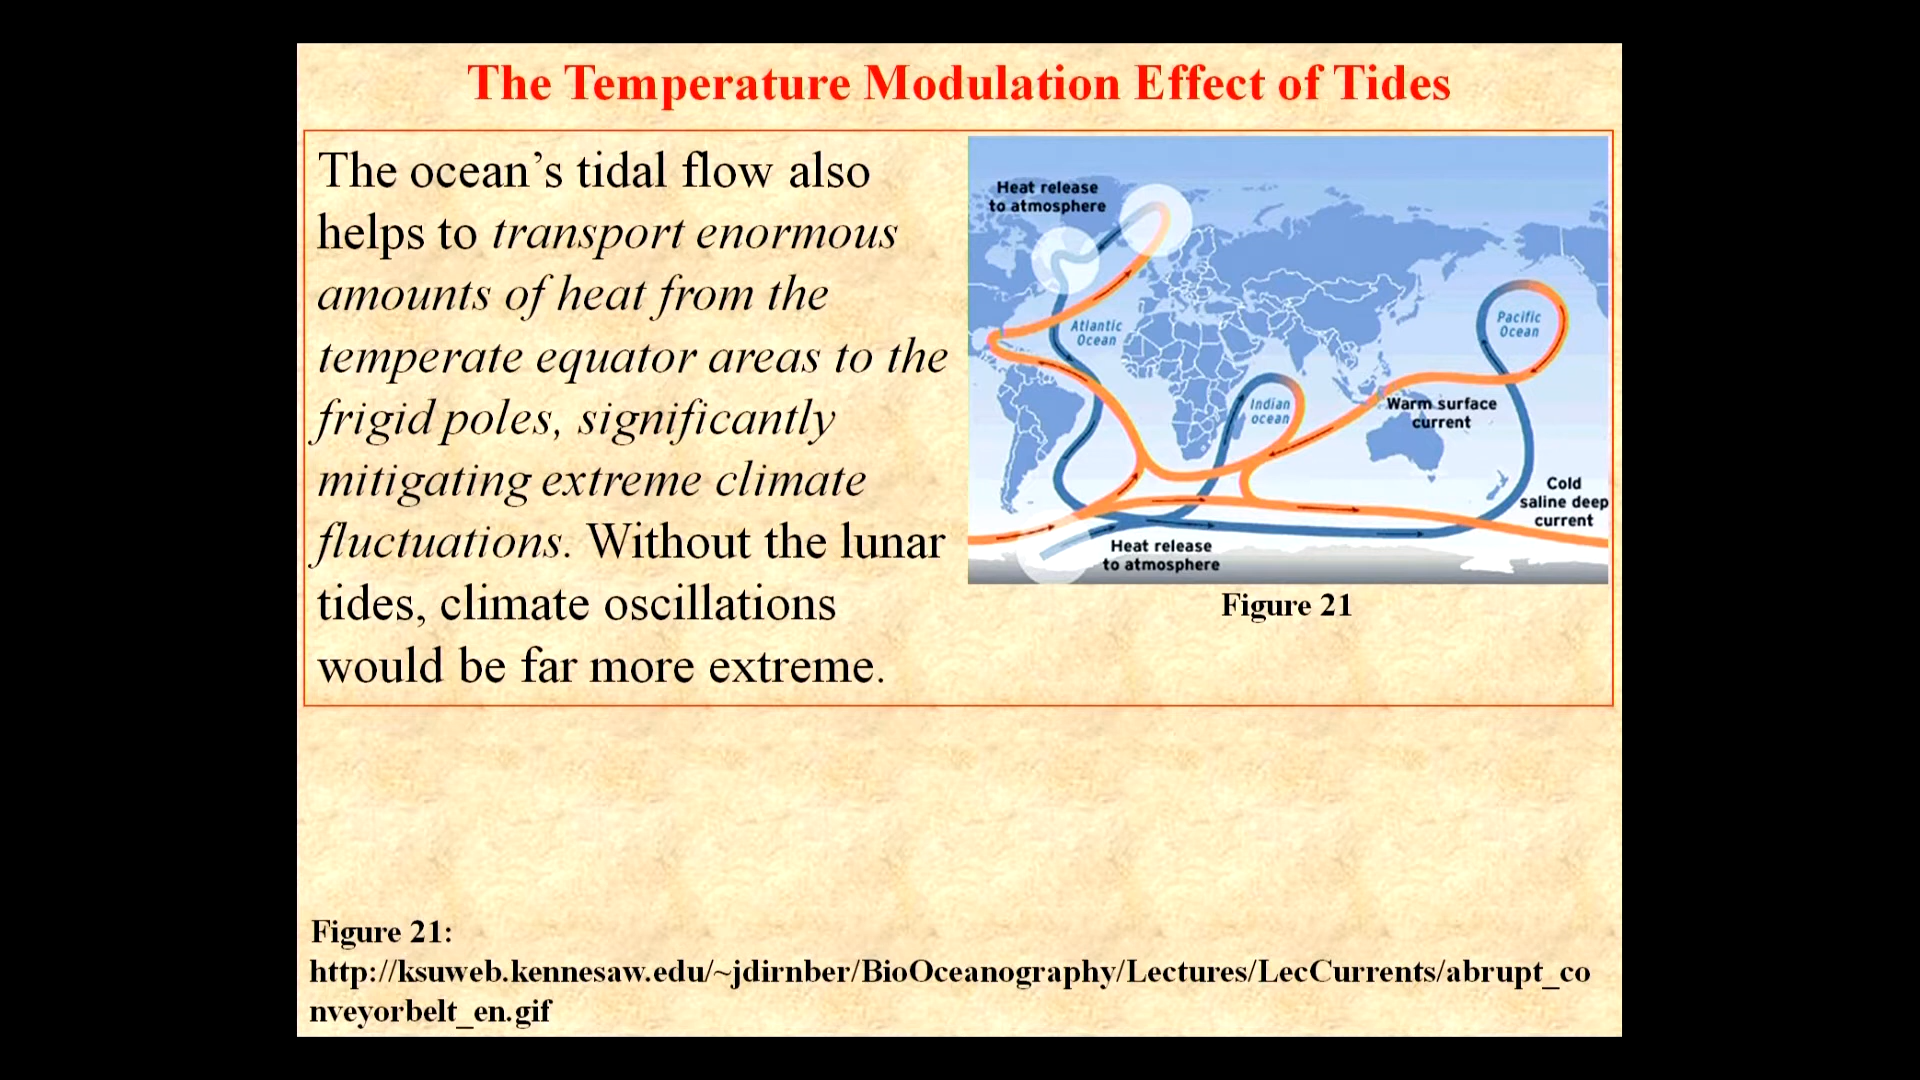 The Temperature Modulation Effect of Tides
The ocean’s tidal flow also
helps to transport enormous
amounts of heat from the
temperate equator areas to the
frigid poles, significantly
mitigating extreme climate
fluctuations. Without the lunar
tides, climate oscillations
would be far more extreme.
Heat release
to atmosphere
Atlantic
Ocean
Pacific
Ocean
Indian
ocean
Warm surface
current
Cold
saline deep
current
Heat release
to atmosphere
Figure 21
Figure 21:
http://ksuweb.kennesaw.edu/~jdirnber/BioOceanography/Lectures/LecCurrents/abrupt_co
nveyorbelt_en.gif